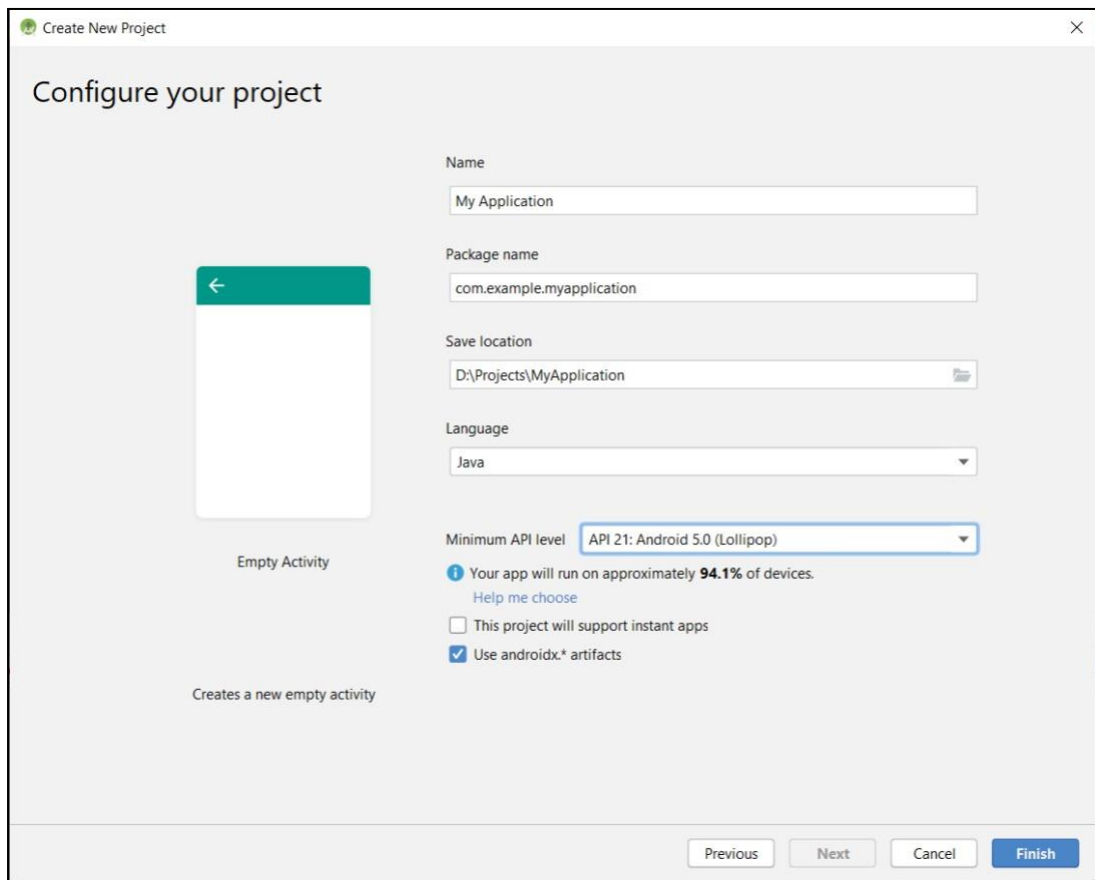 Create New Project
Configure your project
Name
My Application
Package name
com.example.myapplication
Save location
D:\Projects\MyApplication
Language
Java
Minimum API level
API 21: Android 5.0 (Lollipop)
Your app will run on approximately 94.1% of devices.
Help me choose
This project will support instant apps
Use androidx.* artifacts
Empty Activity
Creates a new empty activity
Previous
Next
Cancel
Finish